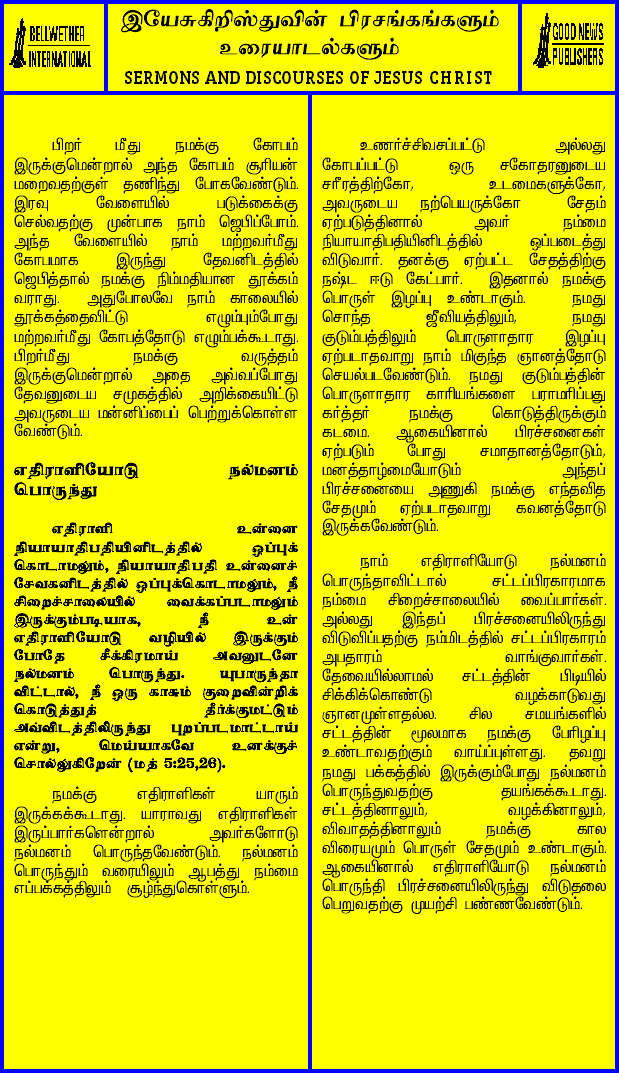 BELLWETHER
INTERNATIONAL
இயேசுகிறிஸ்துவின் பிரசங்கங்களும்
உரையாடல்களும்
SERMONS AND DISCOURSES OF JESUS CHRIST
GOOD NEWS
PUBLISHERS
பிறர் மீது நமக்கு கோபம்
இருக்குமென்றால் அந்த கோபம் சூரியன்
மறைவதற்குள் தணிந்து போகவேண்டும்.
இரவு வேளையில் படுக்கைக்கு
செல்வதற்கு முன்பாக நாம் ஜெபிப்போம்.
அந்த வேளையில் நாம் மற்றவர்மீது
கோபமாக இருந்து தேவனிடத்தில்
ஜெபித்தால் நமக்கு நிம்மதியான தூக்கம்
வராது. அதுபோலவே நாம் காலையில்
தூக்கத்தைவிட்டு எழும்பும்போது
மற்றவர்மீது கோபத்தோடு எழும்பக்கூடாது.
பிறர்மீது நமக்கு வருத்தம்
இருக்குமென்றால் அதை அவ்வப்போது
தேவனுடைய சமுகத்தில் அறிக்கையிட்டு
அவருடைய மன்னிப்பைப் பெற்றுக்கொள்ள
வேண்டும்.
எதிராளியோடு நல்மனம்
பொருந்து
எதிராளி உன்னை
நியாயாதிபதியினிடத்தில் ஒப்புக்
கொடாமலும், நியாயாதிபதி உன்னைச்
சேவகனிடத்தில் ஒப்புக்கொடாமலும், நீ
சிறைச்சாலையில் வைக்கப்படாமலும்
இருக்கும்படியாக, நீ உன்
எதிராளியோடு வழியில் இருக்கும்
போதே சீக்கிரமாய் அவனுடனே
நல்மனம் பொருந்து. யுபொருந்தா
விட்டால், நீ ஒரு காசும் குறைவின்றிக்
கொடுத்துத் தீர்க்குமட்டும்
அவ்விடத்திலிருந்து புறப்படமாட்டாய்
என்று, மெய்யாகவே உனக்குச்
சொல்லுகிறேன் (மத் 5:25,26).
நமக்கு எதிராளிகள் யாரும்
இருக்கக்கூடாது. யாராவது எதிராளிகள்
இருப்பார்களென்றால் அவர்களோடு
நல்மனம் பொருந்தவேண்டும். நல்மனம்
பொருந்தும் வரையிலும் ஆபத்து நம்மை
எப்பக்கத்திலும் சூழ்ந்துகொள்ளும்.
உணர்ச்சிவசப்பட்டு அல்லது
கோபப்பட்டு ஒரு சகோதரனுடைய
சரீரத்திற்கோ, உடமைகளுக்கோ,
அவருடைய நற்பெயருக்கோ சேதம்
ஏற்படுத்தினால் அவர் நம்மை
நியாயாதிபதியினிடத்தில் ஒப்படைத்து
விடுவார். தனக்கு ஏற்பட்ட சேதத்திற்கு
நஷ்ட ஈடு கேட்பார். இதனால் நமக்கு
பொருள் இழப்பு உண்டாகும். நமது
சொந்த ஜீவியத்திலும், நமது
குடும்பத்திலும் பொருளாதார இழப்பு
ஏற்படாதவாறு நாம் மிகுந்த ஞானத்தோடு
செயல்படவேண்டும். நமது குடும்பத்தின்
பொருளாதார காரியங்களை பராமரிப்பது
கர்த்தர் நமக்கு கொடுத்திருக்கும்
கடமை. ஆகையினால் பிரச்சனைகள்
ஏற்படும் போது சமாதானத்தோடும்,
மனத்தாழ்மையோடும் அந்தப்
பிரச்சனையை அணுகி நமக்கு எந்தவித
சேதமும் ஏற்படாதவாறு கவனத்தோடு
இருக்கவேண்டும்.
நாம் எதிராளியோடு நல்மனம்
பொருந்தாவிட்டால் சட்டப்பிரகாரமாக
நம்மை சிறைச்சாலையில் வைப்பார்கள்.
அல்லது இந்தப் பிரச்சனையிலிருந்து
விடுவிப்பதற்கு நம்மிடத்தில் சட்டப்பிரகாரம்
அபதாரம் வாங்குவார்கள்.
தேவையில்லாமல் சட்டத்தின் பிடியில்
சிக்கிக்கொண்டு வழக்காடுவது
ஞானமுள்ளதல்ல. சில சமயங்களில்
சட்டத்தின் மூலமாக நமக்கு பேரிழப்பு
உண்டாவதற்கும் வாய்ப்புள்ளது. தவறு
நமது பக்கத்தில் இருக்கும்போது நல்மனம்
பொருந்துவதற்கு தயங்கக்கூடாது.
சட்டத்தினாலும், வழக்கினாலும்,
விவாதத்தினாலும் நமக்கு கால
விரையமும் பொருள் சேதமும் உண்டாகும்.
ஆகையினால் எதிராளியோடு நல்மனம்
பொருந்தி பிரச்சனையிலிருந்து விடுதலை
பெறுவதற்கு முயற்சி பண்ணவேண்டும்.